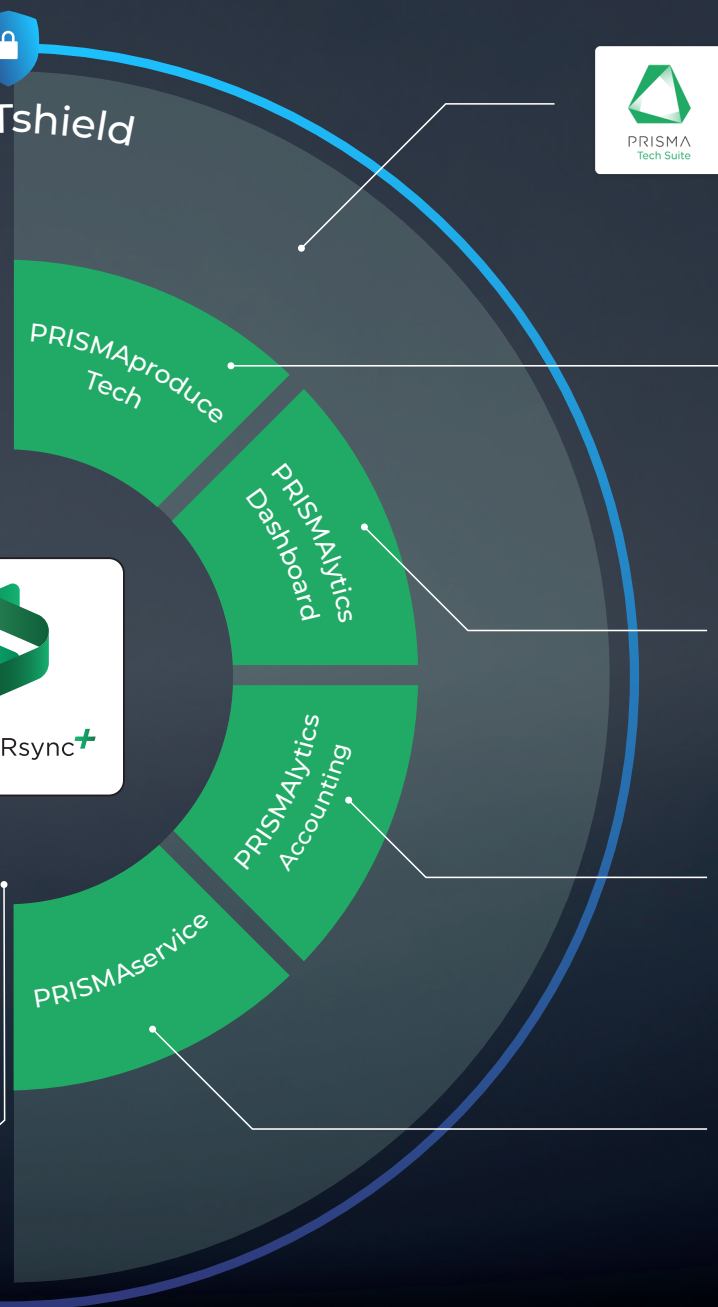 Tshield
PRISMA
Tech Suite
PRISMAproduce
Tech
PRISMAlytics
Dashboard
Rsync+
PRISMAlytics
Accounting
PRISMAservice